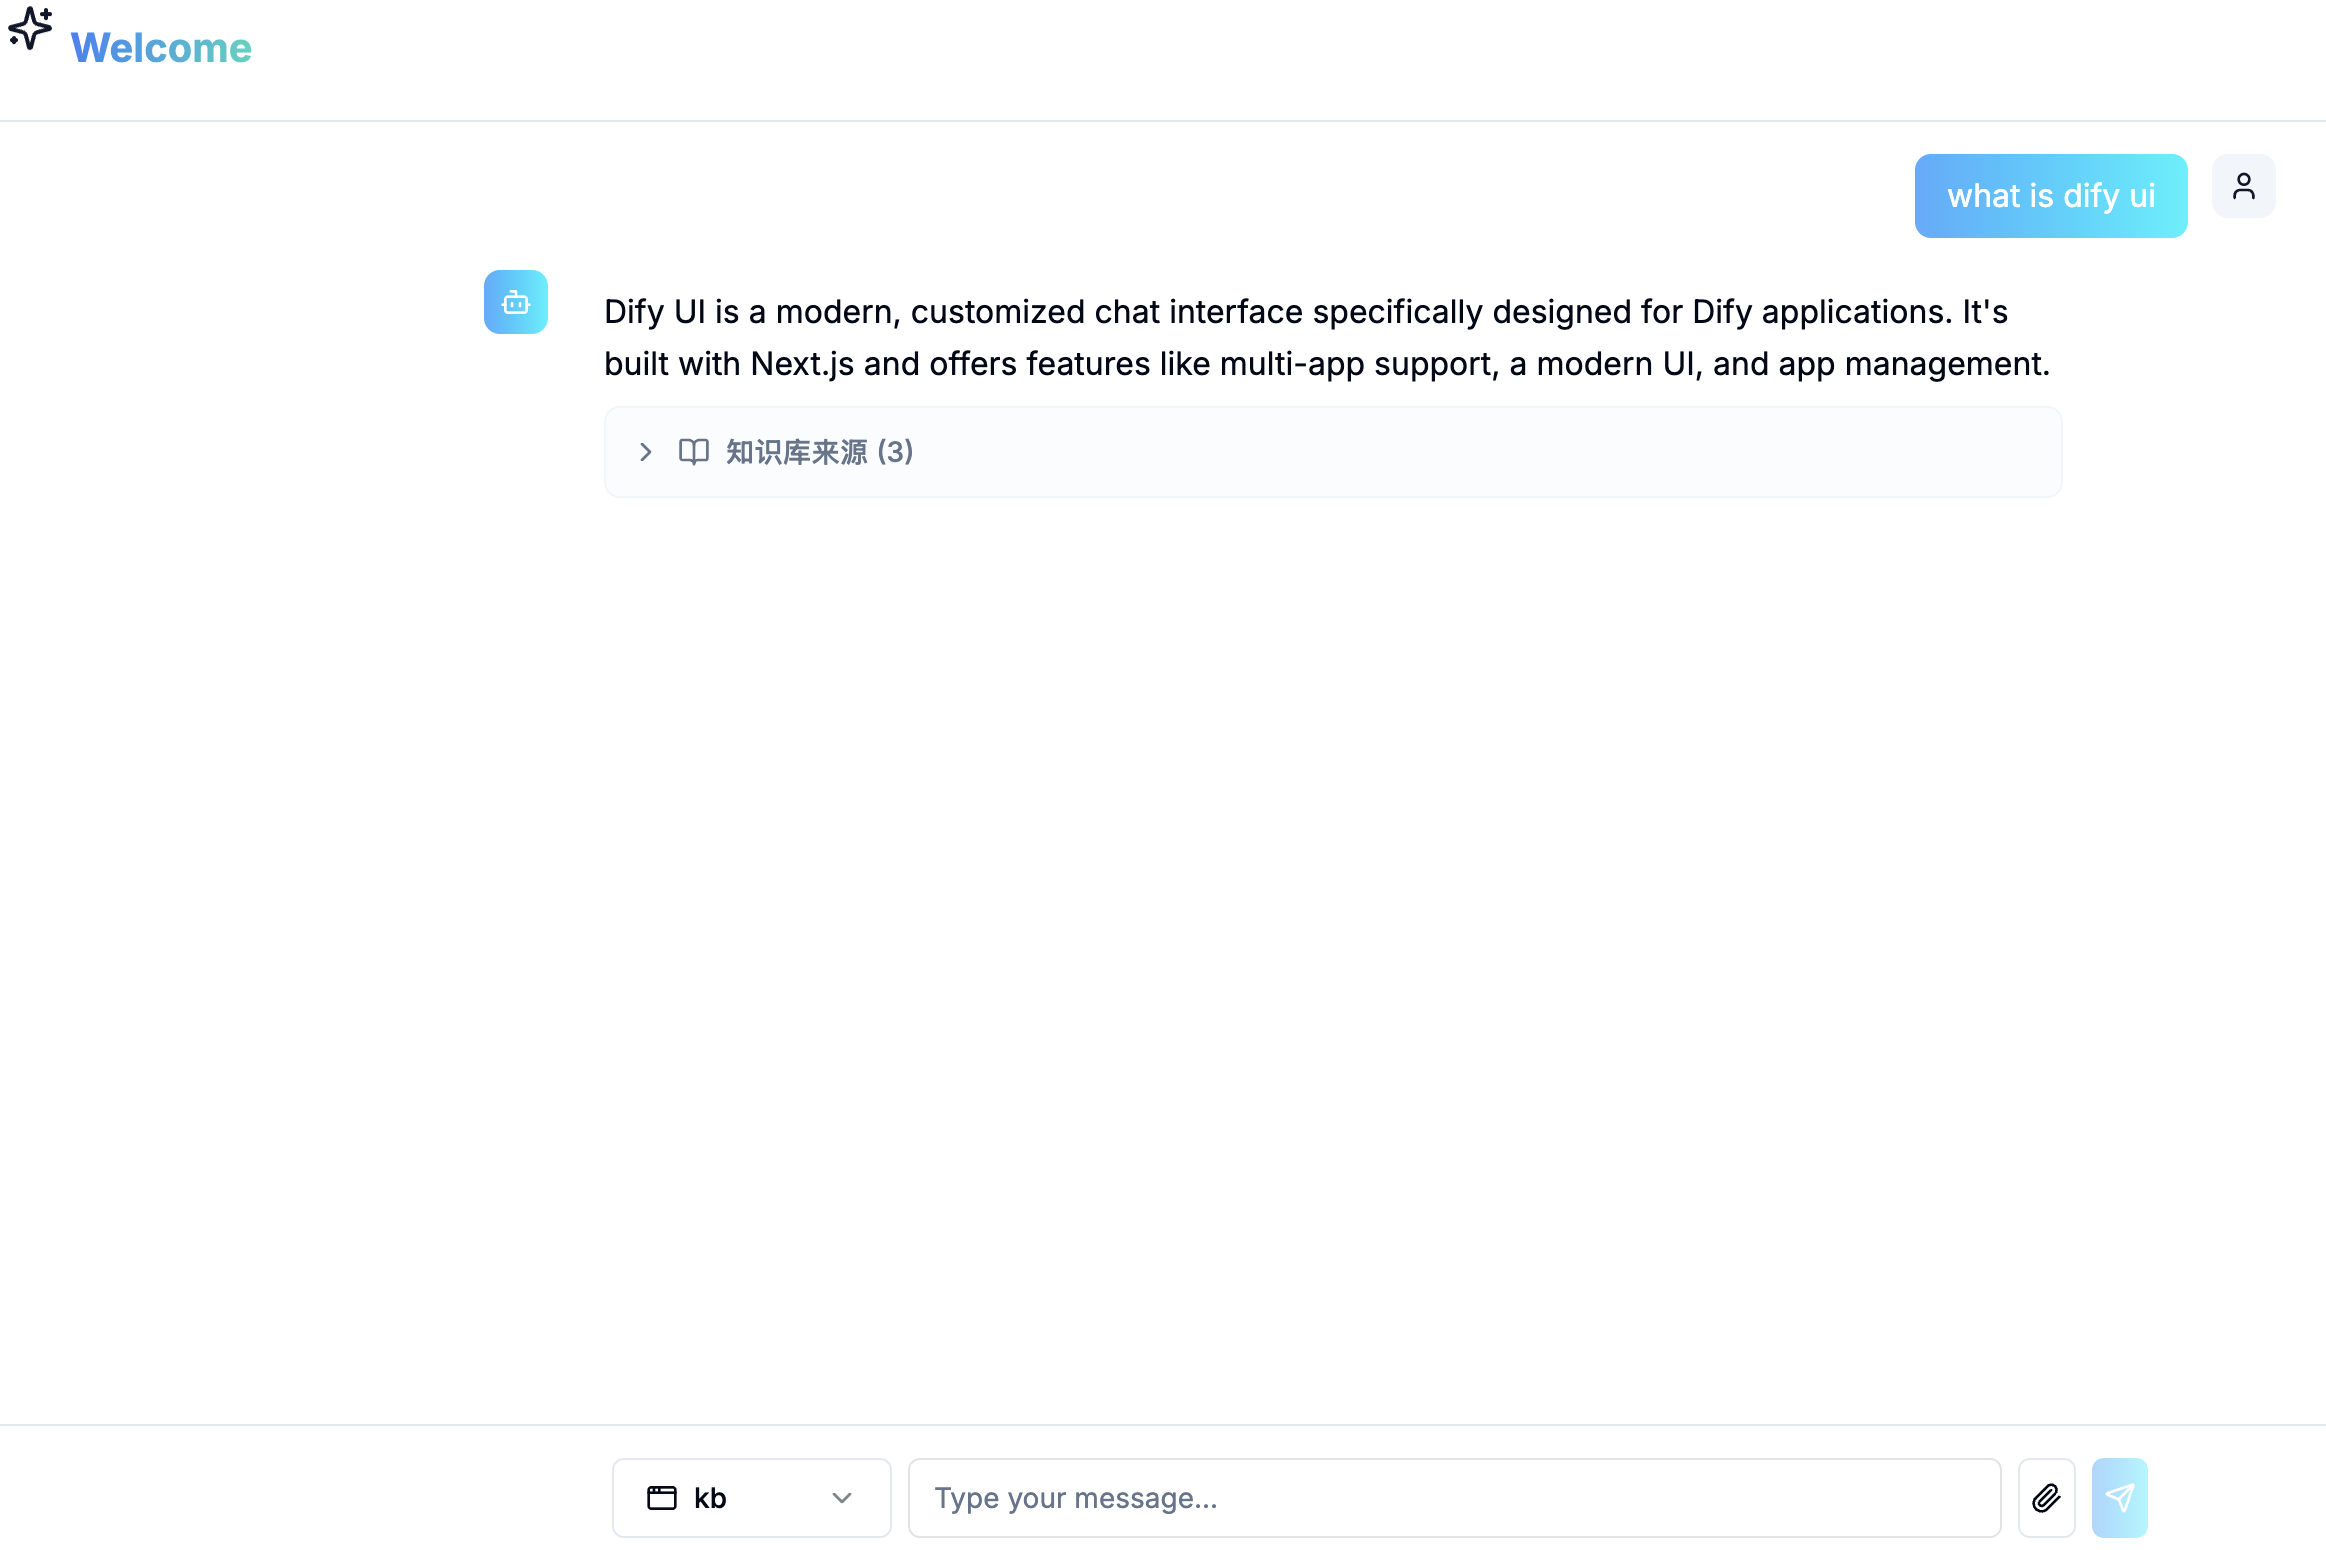 Welcome
what is dify ui
Dify UI is a modern, customized chat interface specifically designed for Dify applications. It's
built with Next.js and offers features like multi-app support, a modern UI, and app management.
知识库来源 (3)
kb
Type your message...